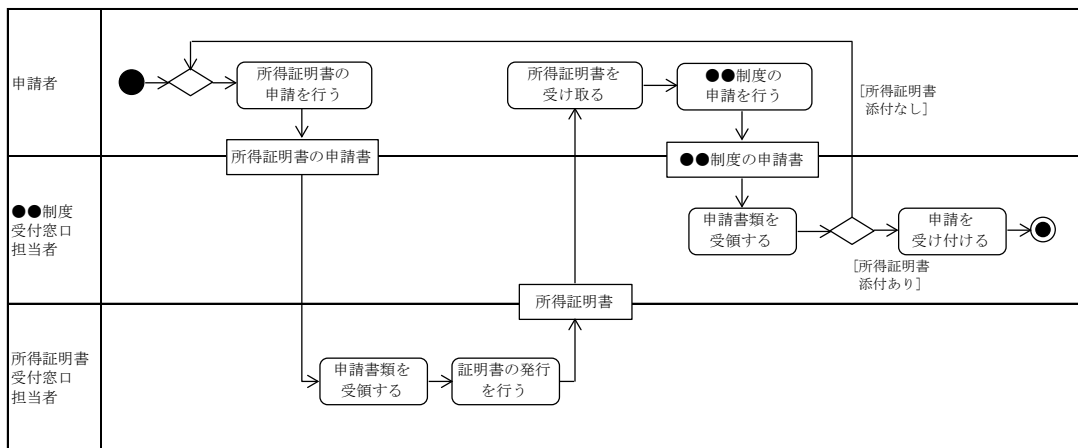 申請者
所得証明書の
申請を行う
所得証明書の申請書
所得証明書を
受け取る
●●制度の
申請を行う
●●制度の申請書
[所得証明書
添付なし]
●●制度
受付窓口
担当者
申請書類を
受領する
申請を
受け付ける
[所得証明書
添付あり]
所得証明書
所得証明書
受付窓口
担当者
申請書類を
受領する
証明書の発行
を行う